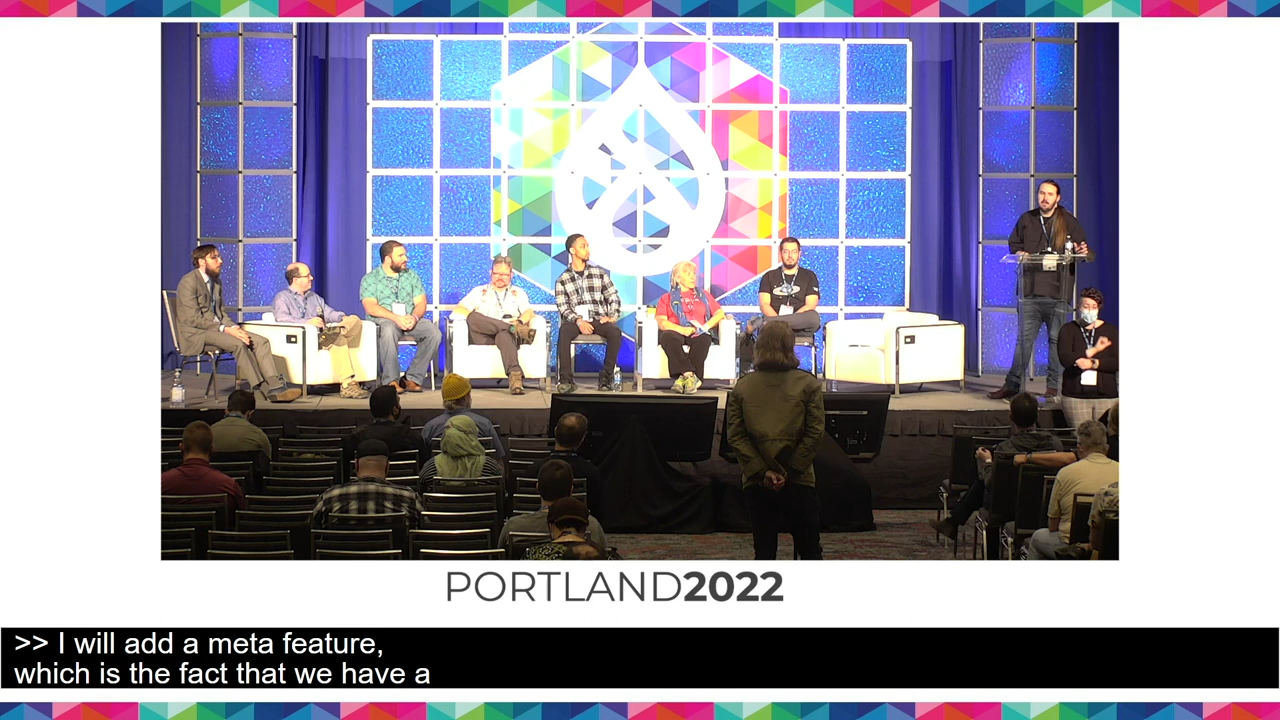 PORTLAND2022
>> I will add a meta feature,
which is the fact that we have a